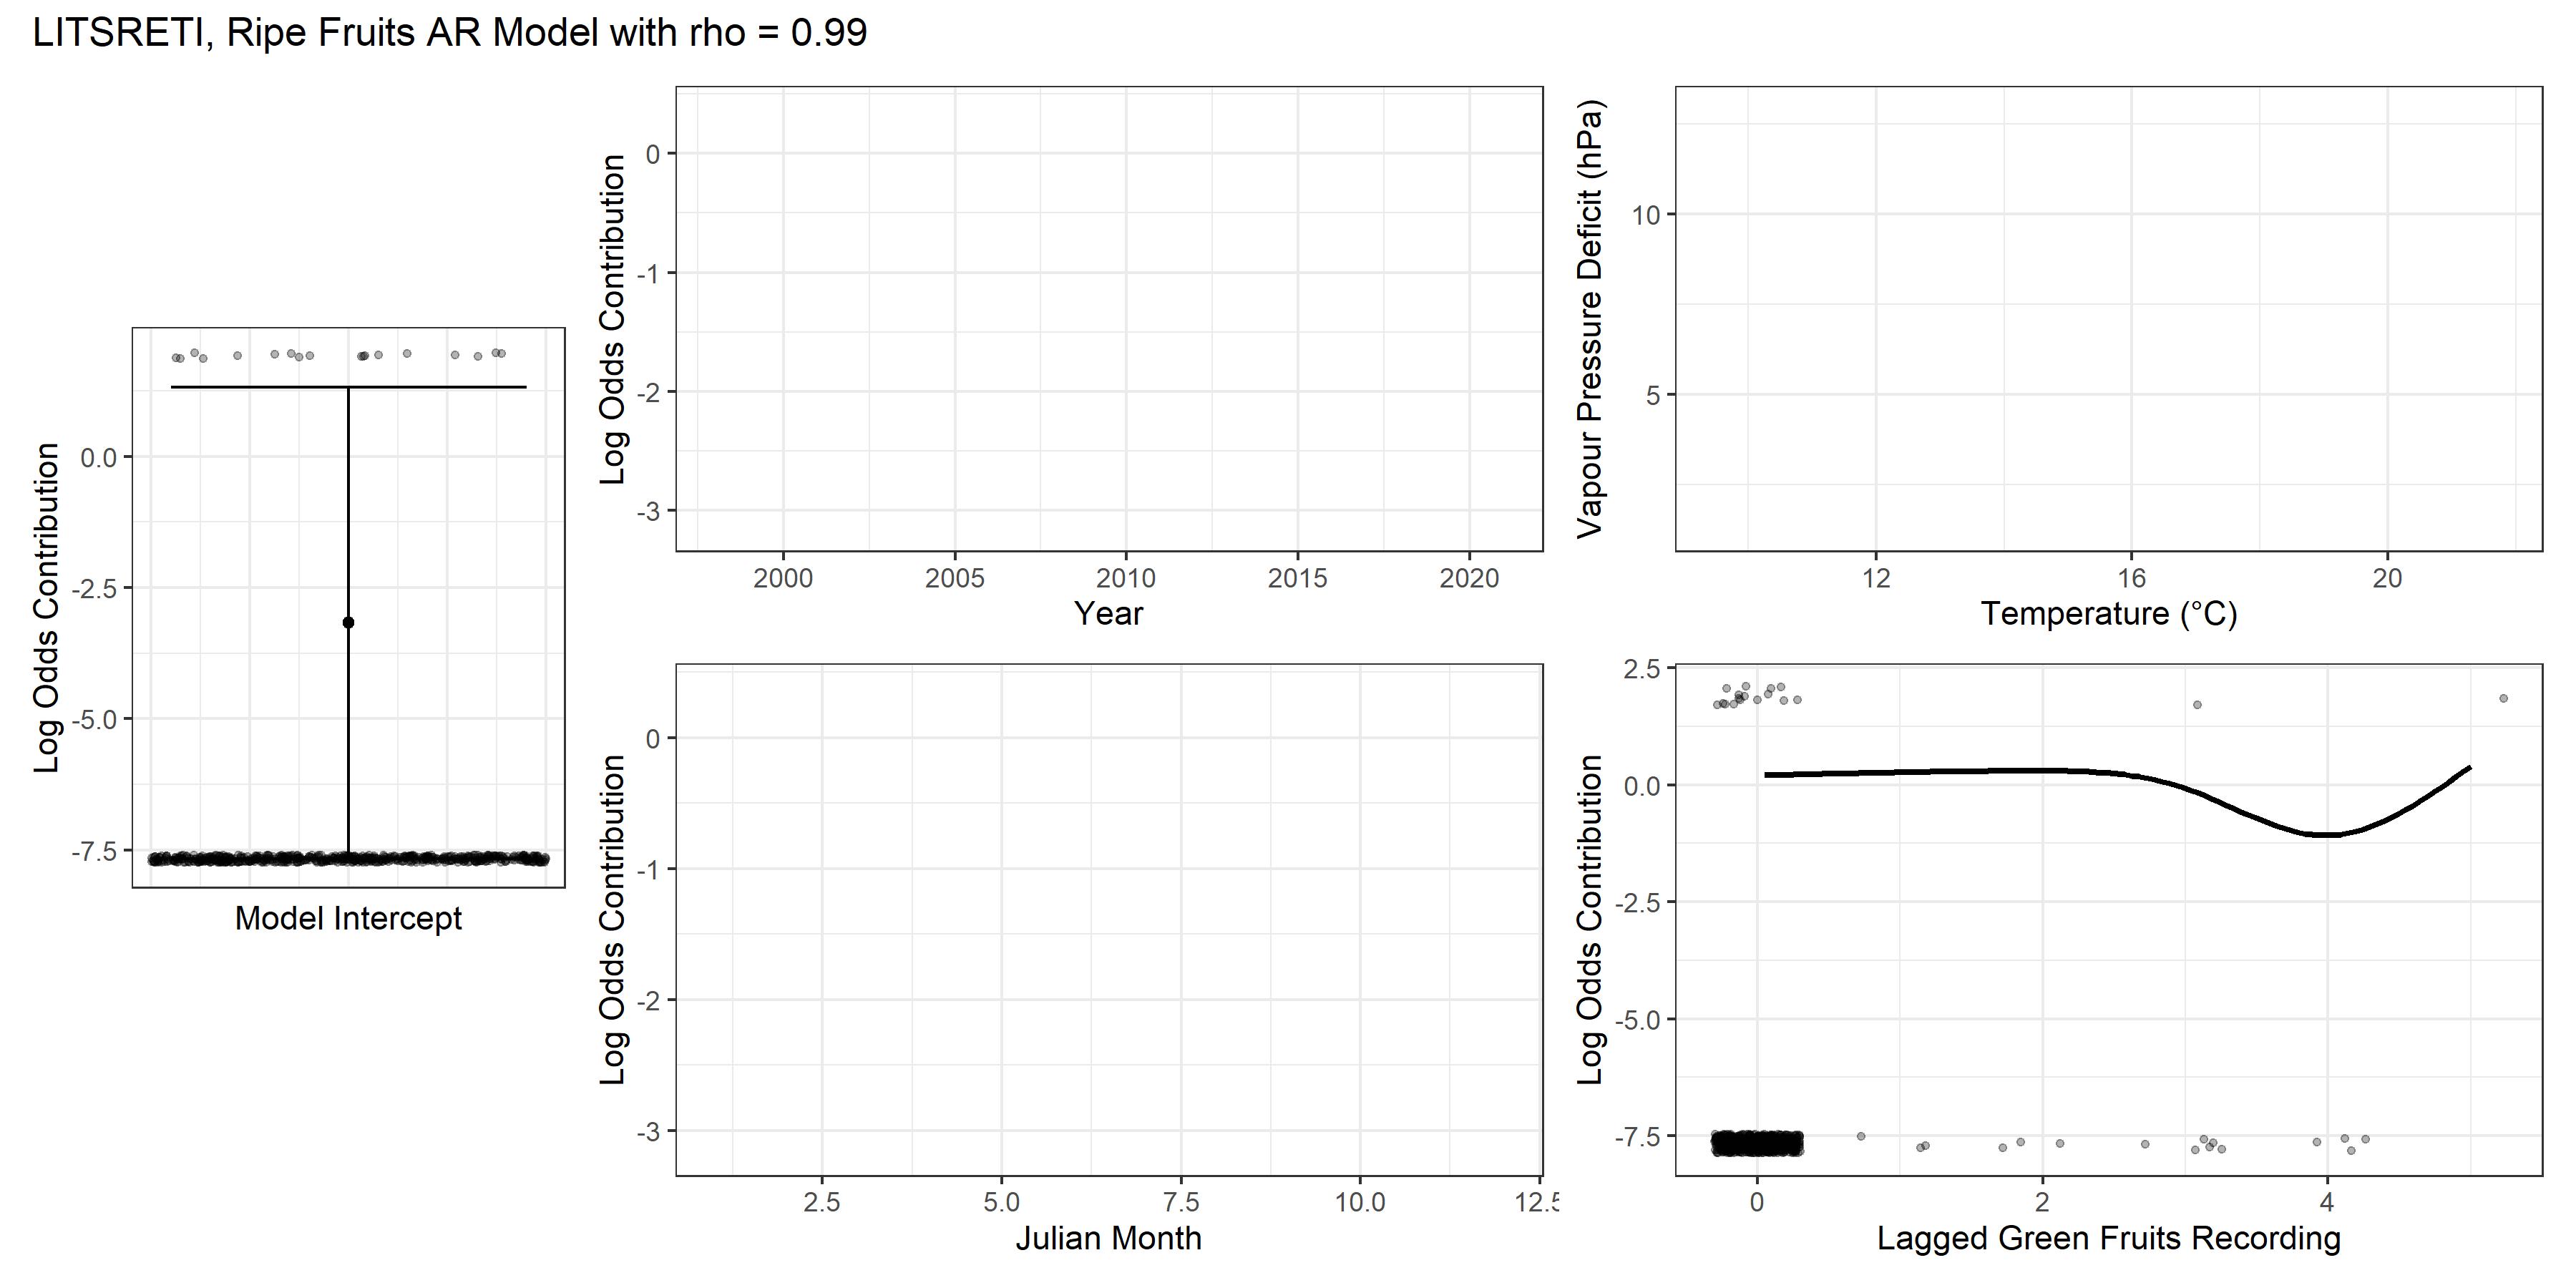 LITSRETI, Ripe Fruits AR Model with rho = 0.99
Log Odds Contribution
0.0
-2.5
-5.0
-7.5
Model Intercept
Log Odds Contribution
0
-1
-2
-3
2000 2005 2010 2015 2020
Year
Vapour Pressure Deficit (hPa)
10
5
12 16 20
Temperature (°C)
Log Odds Contribution
0
-1
-2
-3
2.5 5.0 7.5 10.0 12.5
Julian Month
Log Odds Contribution
2.5
0.0
-2.5
-5.0
-7.5
0 2 4
Lagged Green Fruits Recording